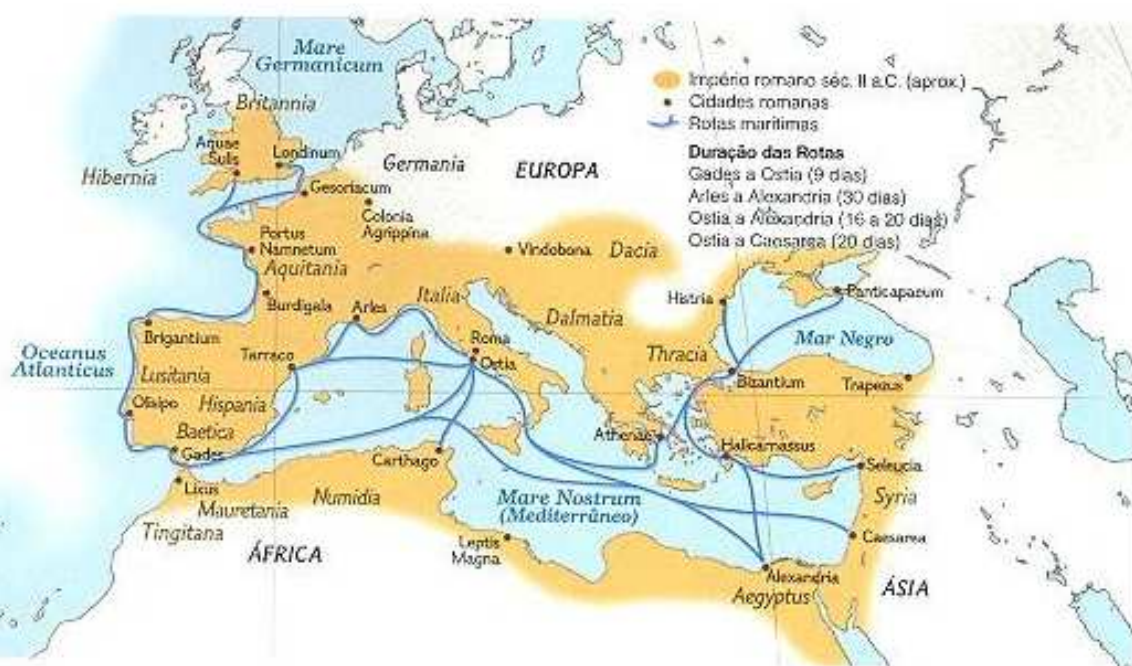 Mare
Germanicum
Britannia
Aquae
Sulis
Londinum
Hibernia
Germania
EUROPA
Gesoriacum
Colonia
Agrippina
Portus
Namnetum
Aquitania
Burdigala
Vindobona
Dacia
Império romano séc. II a.C. (aprox.)
Cidades romanas
Rotas marítimas
Duração das Rotas
Gades a Ostia (9 dias)
Arles a Alexandria (30 dias)
Ostia a Alexandria (16 a 20 dias)
Ostia a Caesarea (20 dias)
Histria
Panticapaeum
Italia
Arles
Dalmatia
Brigantium
Roma
Ostia
Mar Negro
Oceanus
Atlanticus
Tarraco
Thracia
Bizantium
Trapezus
Lusitania
Olisipo
Hispania
Baetica
Gades
Athenae
Halicarnassus
Carthago
Seleucia
Lixus
Mauretania
Tingitana
Numidia
Mare Nostrum
(Mediterrâneo)
Syria
Caesarea
ÁFRICA
Leptis
Magna
Alexandria
Aegyptus
ÁSIA